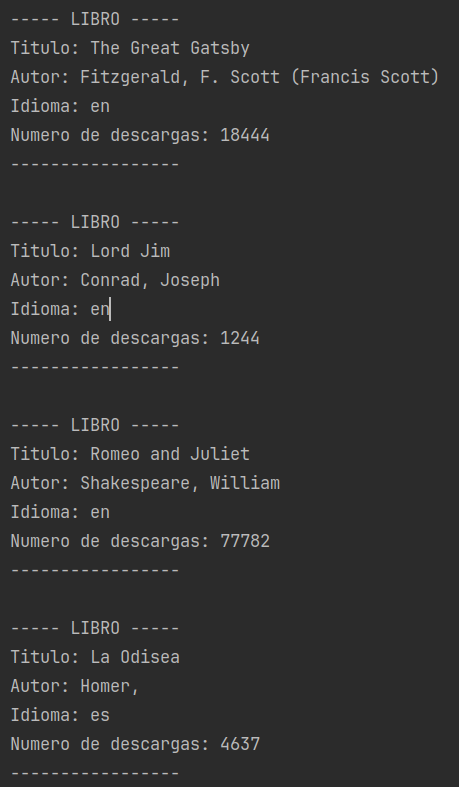 ----- LIBRO -----
Titulo: The Great Gatsby
Autor: Fitzgerald, F. Scott (Francis Scott)
Idioma: en
Numero de descargas: 18444
-----------------
----- LIBRO -----
Titulo: Lord Jim
Autor: Conrad, Joseph
Idioma: en
Numero de descargas: 1244
-----------------
----- LIBRO -----
Titulo: Romeo and Juliet
Autor: Shakespeare, William
Idioma: en
Numero de descargas: 77782
-----------------
----- LIBRO -----
Titulo: La Odisea
Autor: Homer,
Idioma: es
Numero de descargas: 4637
-----------------